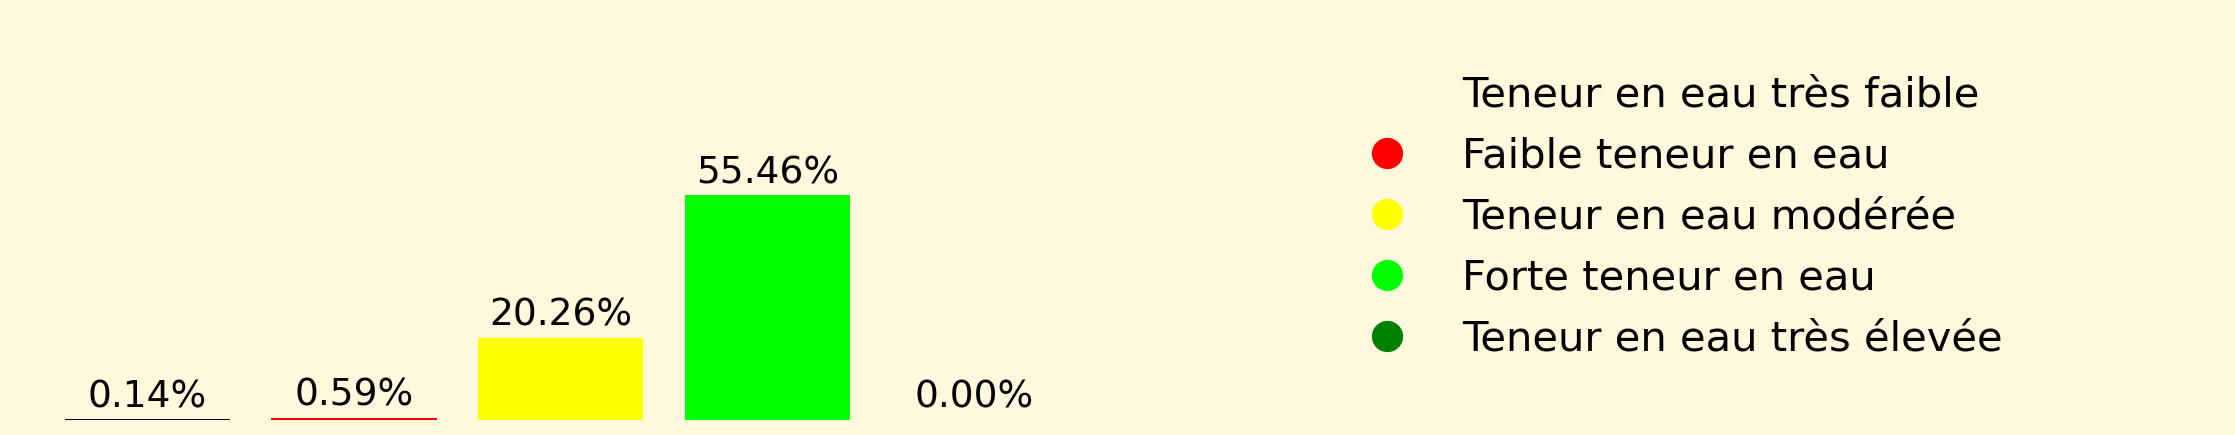 0.14%
0.59%
20.26%
55.46%
0.00%
Teneur en eau très faible
Faible teneur en eau
Teneur en eau modérée
Forte teneur en eau
Teneur en eau très élevée